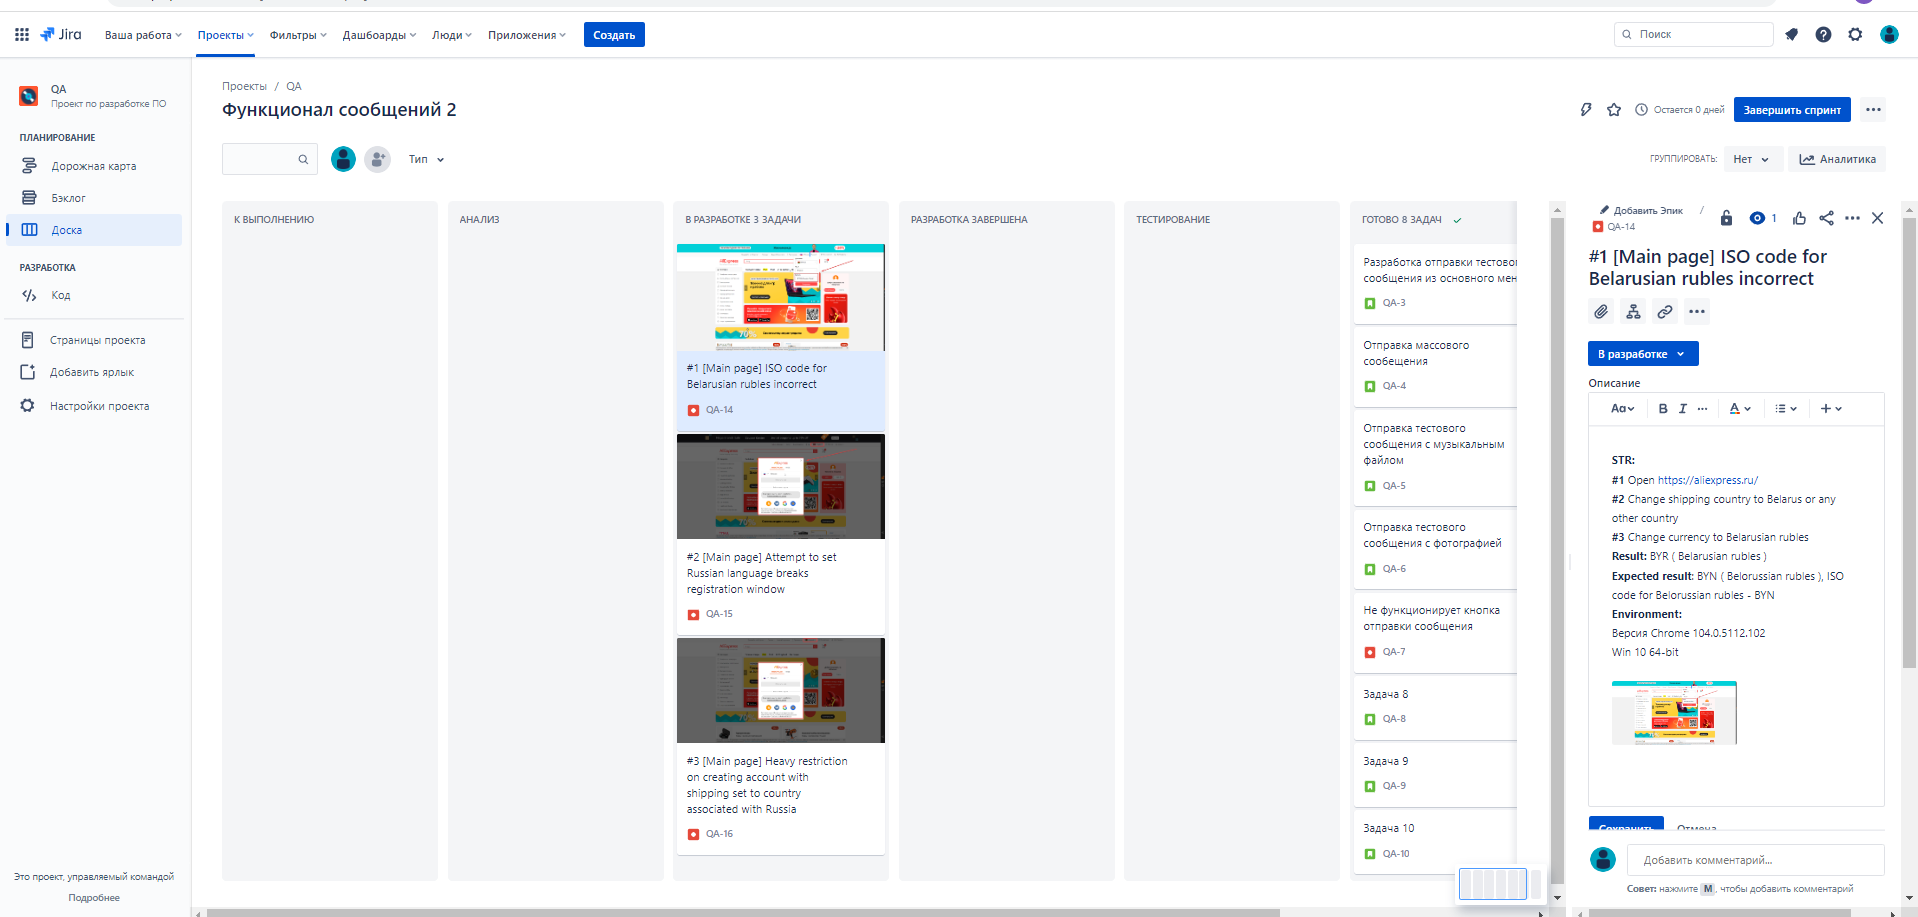 Jira
Ваша работа
Проекты
Фильтры
Дашборды
Люди
Приложения
Создать
Поиск
QA
Проект по разработке ПО
ПЛАНИРОВАНИЕ
Дорожная карта
Бэклог
Доска
РАЗРАБОТКА
Код
Страницы проекта
Добавить ярлык
Настройки проекта
Это проект, управляемый командой
Подробнее
Проекты / QA
Функционал сообщений 2
Остается 0 дней
Завершить спринт
Тип
ГРУППИРОВАТЬ:
Нет
Аналитика
К ВЫПОЛНЕНИЮ
АНАЛИЗ
В РАЗРАБОТКЕ 3 ЗАДАЧИ
#1 [Main page] ISO code for
Belarusian rubles incorrect
QA-14
#2 [Main page] Attempt to set
Russian language breaks
registration window
QA-15
#3 [Main page] Heavy restriction
on creating account with
shipping set to country
associated with Russia
QA-16
РАЗРАБОТКА ЗАВЕРШЕНА
ТЕСТИРОВАНИЕ
ГОТОВО 8 ЗАДАЧ
Разработка отправки тестовог
сообщения из основного мен
QA-3
Отправка массового
сообещения
QA-4
Отправка тестового
сообщения с музыкальным
файлом
QA-5
Отправка тестового
сообщения с фотографией
QA-6
Не функционирует кнопка
отправки сообщения
QA-7
Задача 8
QA-8
Задача 9
QA-9
Задача 10
QA-10
Добавить Эпик /
QA-14
1
#1 [Main page] ISO code for
Belarusian rubles incorrect
В разработке
Описание
Aa B I ... A
STR:
#1 Open https://aliexpress.ru/
#2 Change shipping country to Belarus or any
other country
#3 Change currency to Belarusian rubles
Result: BYR ( Belarusian rubles )
Expected result: BYN ( Belorussian rubles ), ISO
code for Belorussian rubles - BYN
Environment:
Версия Chrome 104.0.5112.102
Win 10 64-bit
Сохранить
Отмена
Добавить комментарий...
Совет: нажмите M, чтобы добавить комментарий